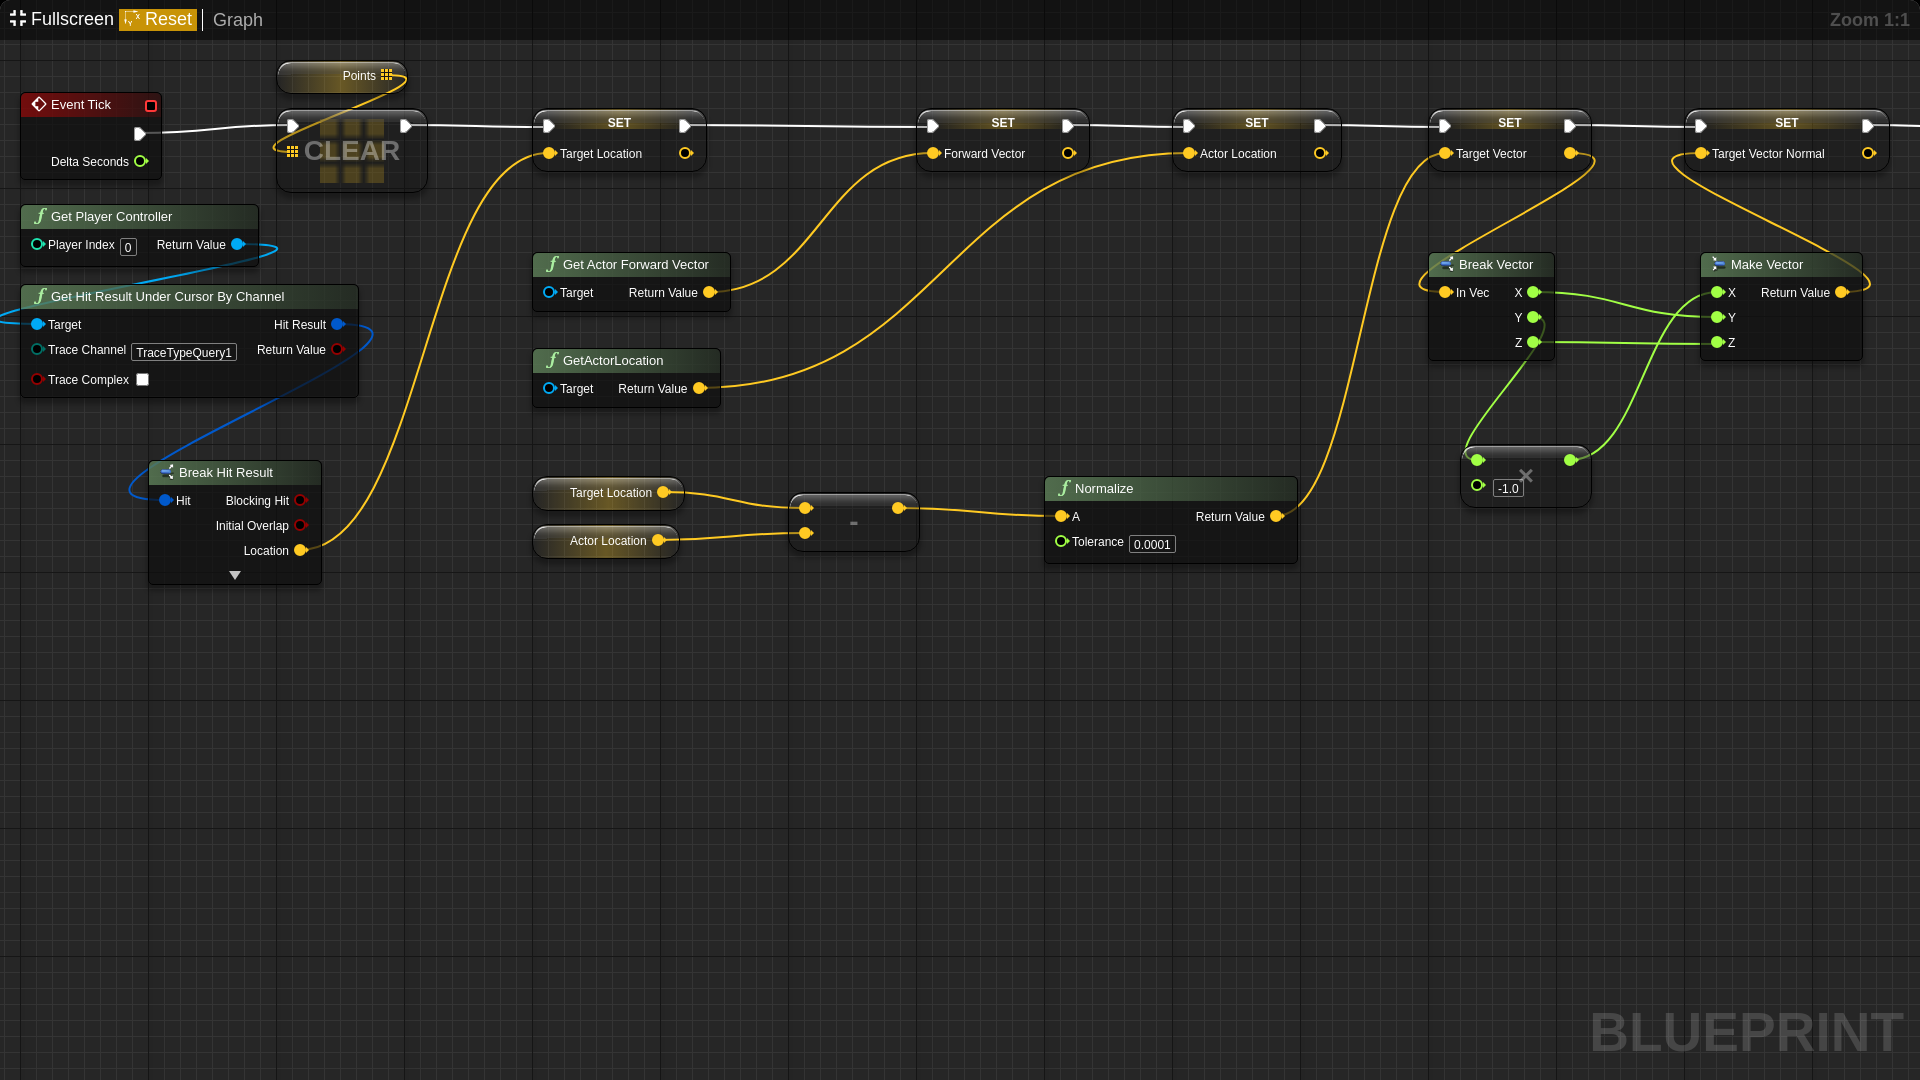 Fullscreen Reset Graph Zoom 1:1
Points
Event Tick
Delta Seconds
CLEAR
SET
Target Location
SET
Forward Vector
SET
Actor Location
SET
Target Vector
SET
Target Vector Normal
Get Player Controller
Player Index 0 Return Value
Get Hit Result Under Cursor By Channel
Target Hit Result
Trace Channel TraceTypeQuery1 Return Value
Trace Complex
Break Hit Result
Hit Blocking Hit
Initial Overlap
Location
Get Actor Forward Vector
Target Return Value
GetActorLocation
Target Return Value
Target Location
Actor Location
-
Normalize
A Return Value
Tolerance 0.0001
Break Vector
In Vec X
Y
Z
Make Vector
X Return Value
Y
Z
×
-1.0
BLUEPRINT